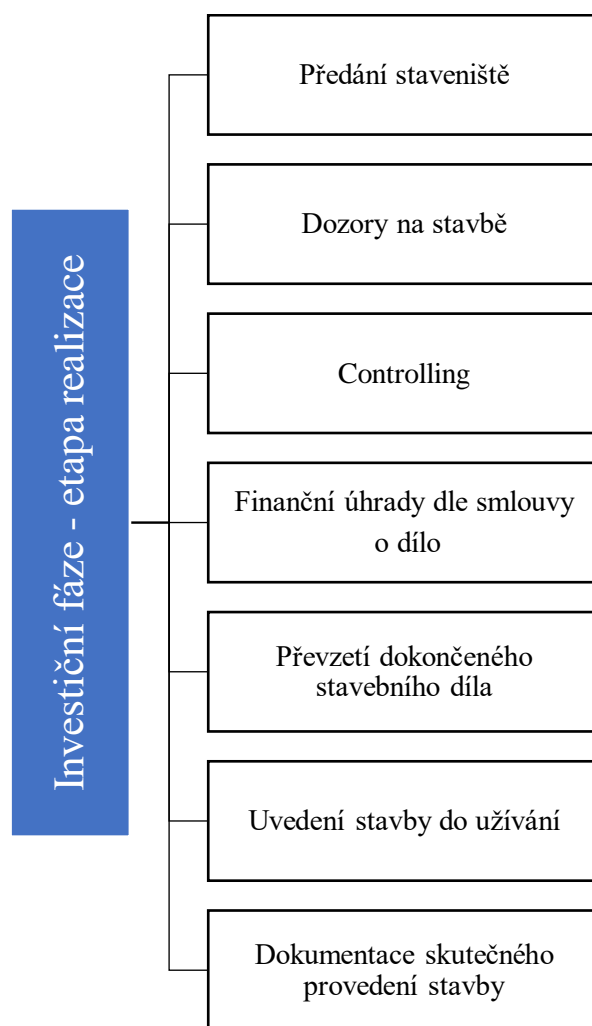 Investiční fáze - etapa realizace
Předání staveniště
Dozory na stavbě
Controlling
Finanční úhrady dle smlouvy
o dílo
Převzetí dokončeného
stavebního díla
Uvedení stavby do užívání
Dokumentace skutečného
provedení stavby